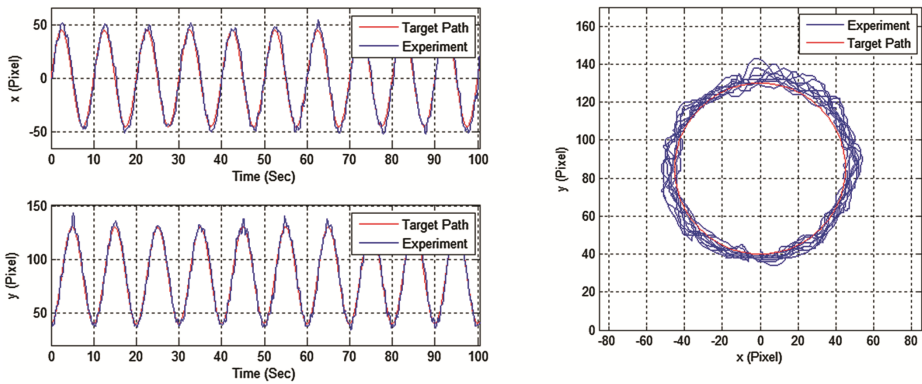 50
0
-50
x (Pixel)
Target Path
Experiment
0 10 20 30 40 50 60 70 80 90 100
Time (Sec)
150
100
50
y (Pixel)
Target Path
Experiment
0 10 20 30 40 50 60 70 80 90 100
Time (Sec)
160
140
120
100
80
60
40
20
0
y (Pixel)
Experiment
Target Path
-80 -60 -40 -20 0 20 40 60 80
x (Pixel)